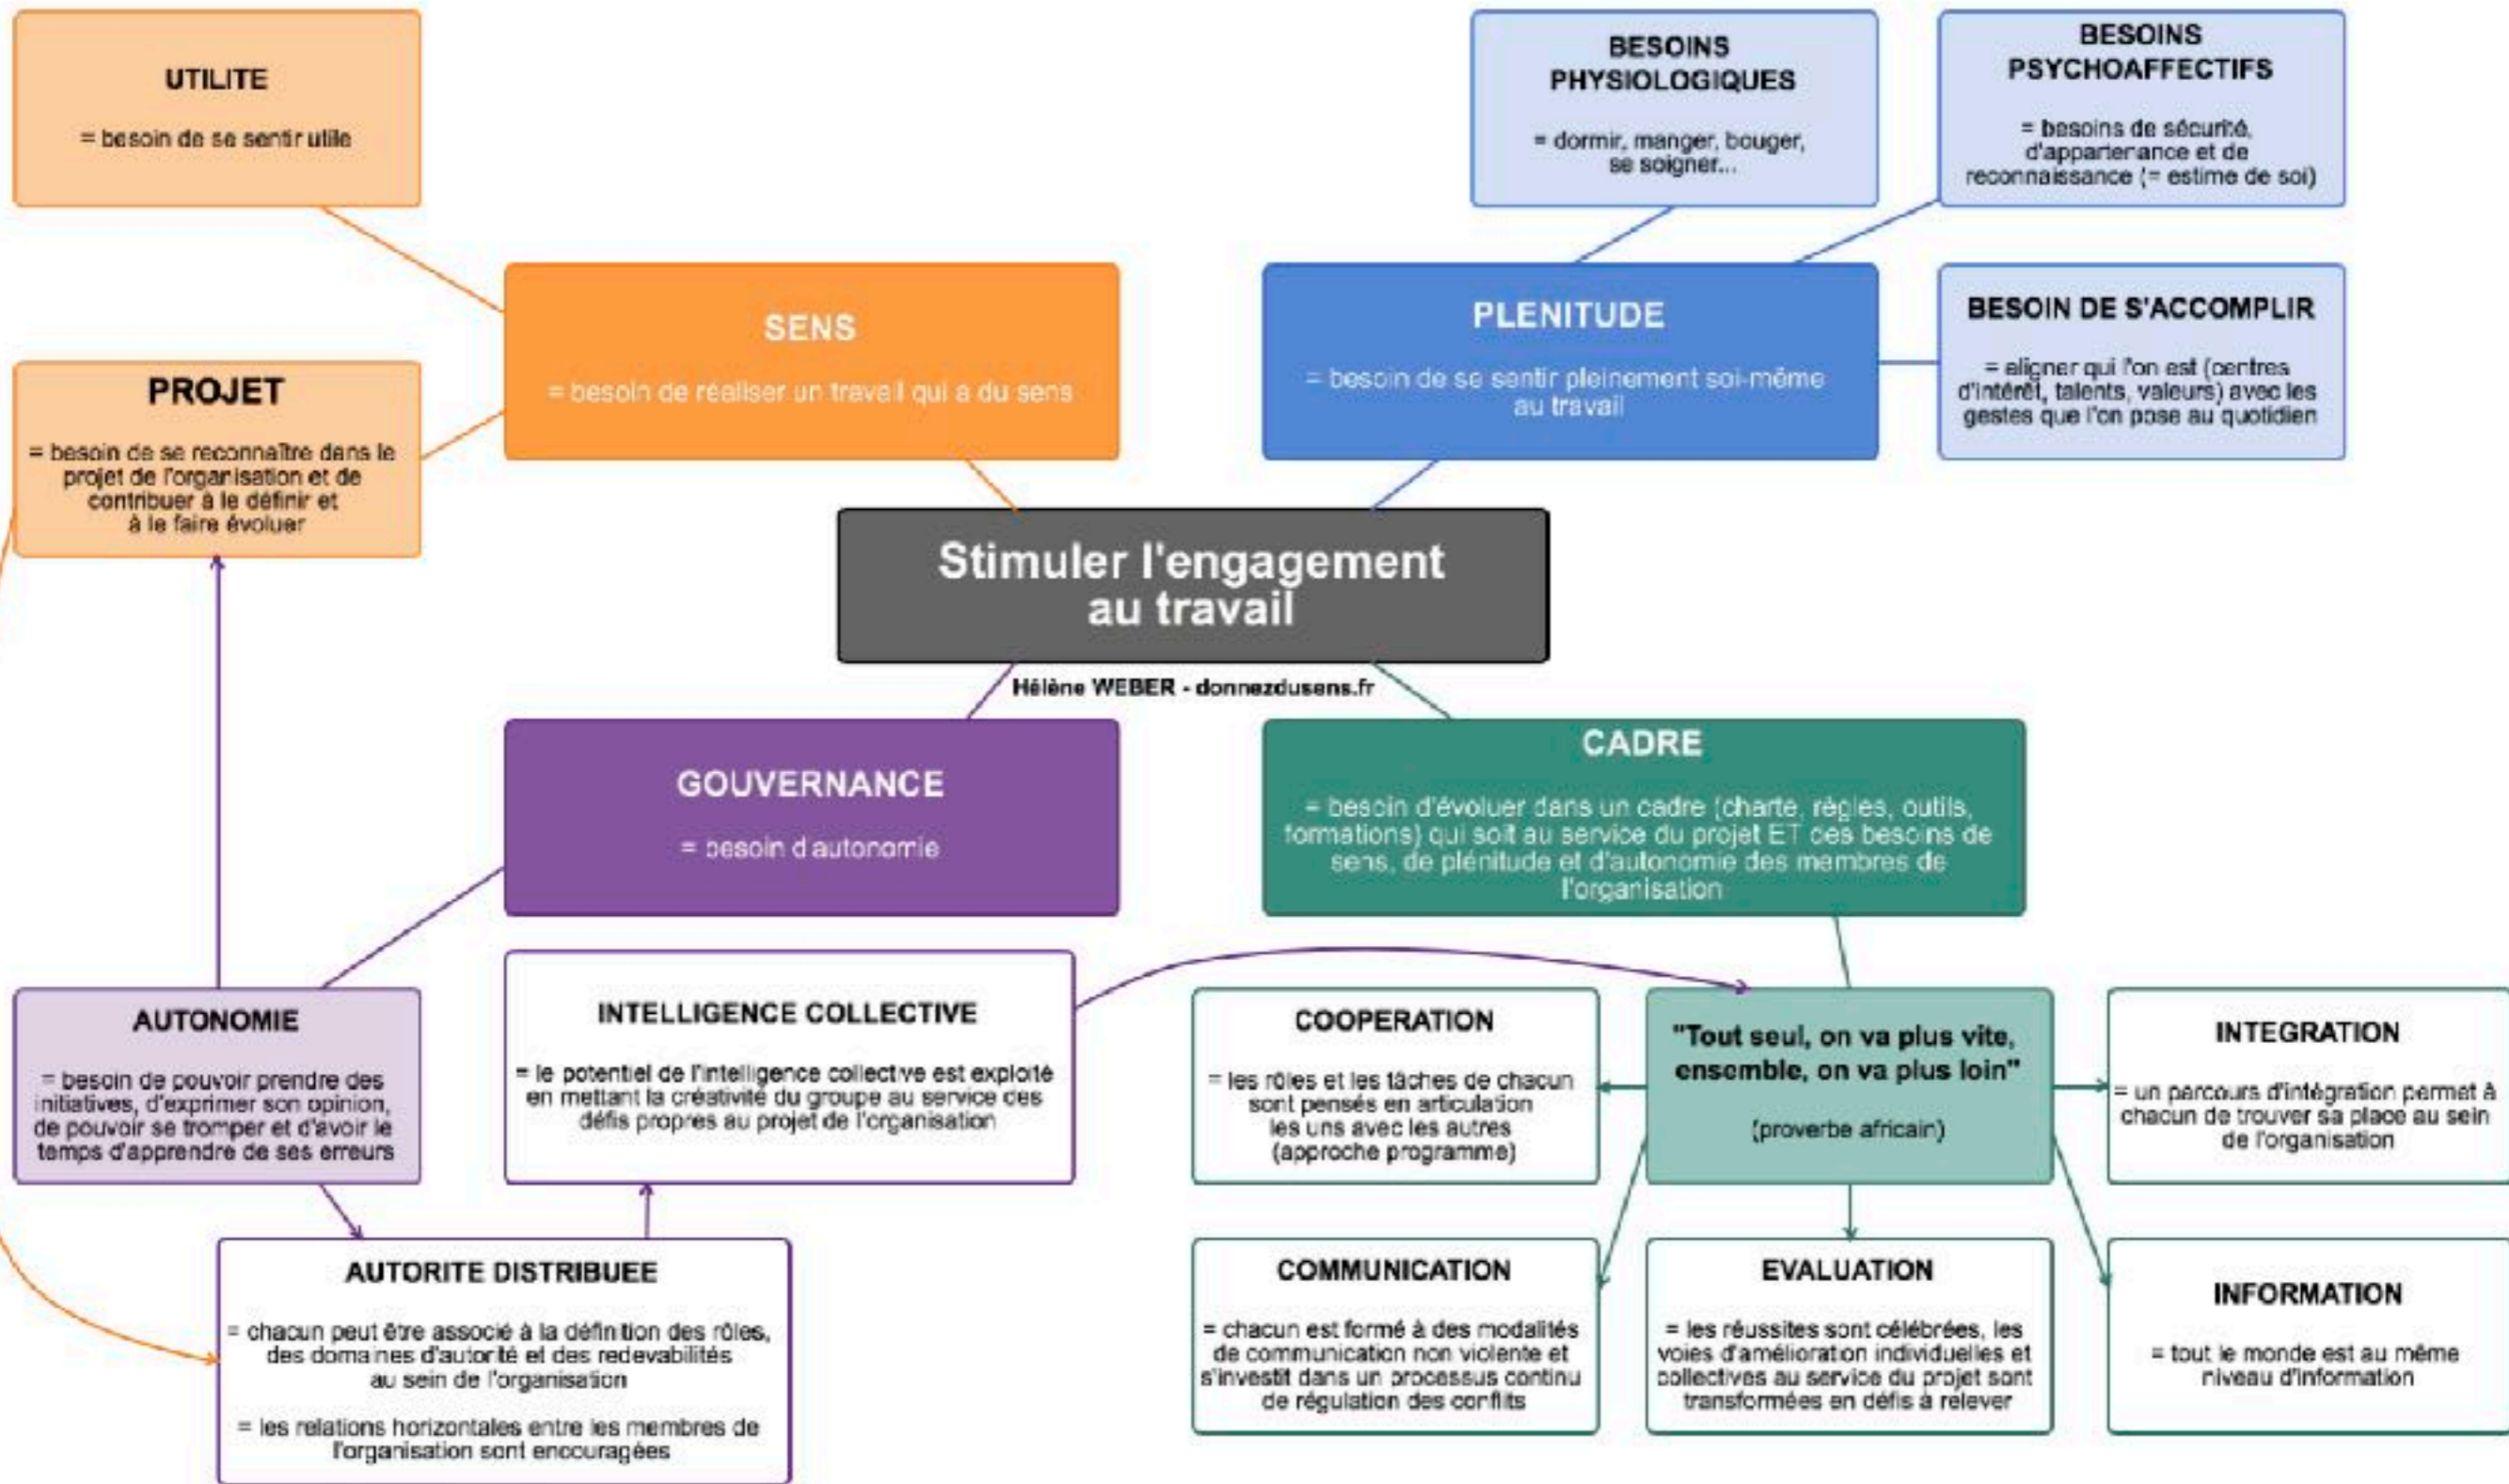 UTILITE
= besoin de se sentir utile
BESOINS
PHYSIOLOGIQUES
= dormir, manger, bouger,
se soigner...
BESOINS
PSYCHOAFFECTIFS
= besoins de sécurité,
d'appartenance et de
reconnaissance (= estime de soi)
SENS
= besoin de réaliser un travail qui a du sens
PLENITUDE
= besoin de se sentir pleinement soi-même
au travail
BESOIN DE S'ACCOMPLIR
= aligner qui l'on est (centres
d'intérêt, talents, valeurs) avec les
gestes que l'on pose au quotidien
PROJET
= besoin de se reconnaître dans le
projet de l'organisation et de
contribuer à le définir et
à le faire évoluer
Stimuler l'engagement
au travail
Hélène WEBER - donnezdusens.fr
GOUVERNANCE
= besoin d'autonomie
CADRE
= besoin d'évoluer dans un cadre (charte, règles, outils,
formations) qui soit au service du projet ET des besoins de
sens, de plénitude et d'autonomie des membres de
l'organisation
AUTONOMIE
= besoin de pouvoir prendre des
initiatives, d'exprimer son opinion,
de pouvoir se tromper et d'avoir le
temps d'apprendre de ses erreurs
INTELLIGENCE COLLECTIVE
= le potentiel de l'intelligence collective est exploité
en mettant la créativité du groupe au service des
défis propres au projet de l'organisation
COOPERATION
= les rôles et les tâches de chacun
sont pensés en articulation
les uns avec les autres
(approche programme)
"Tout seul, on va plus vite,
ensemble, on va plus loin"
(proverbe africain)
INTEGRATION
= un parcours d'intégration permet à
chacun de trouver sa place au sein
de l'organisation
AUTORITE DISTRIBUEE
= chacun peut être associé à la définition des rôles,
des domaines d'autorité et des redevabilités
au sein de l'organisation
= les relations horizontales entre les membres de
l'organisation sont encouragées
COMMUNICATION
= chacun est formé à des modalités
de communication non violente et
s'investit dans un processus continu
de régulation des conflits
EVALUATION
= les réussites sont célébrées, les
voies d'amélioration individuelles et
collectives au service du projet sont
transformées en défis à relever
INFORMATION
= tout le monde est au même
niveau d'information